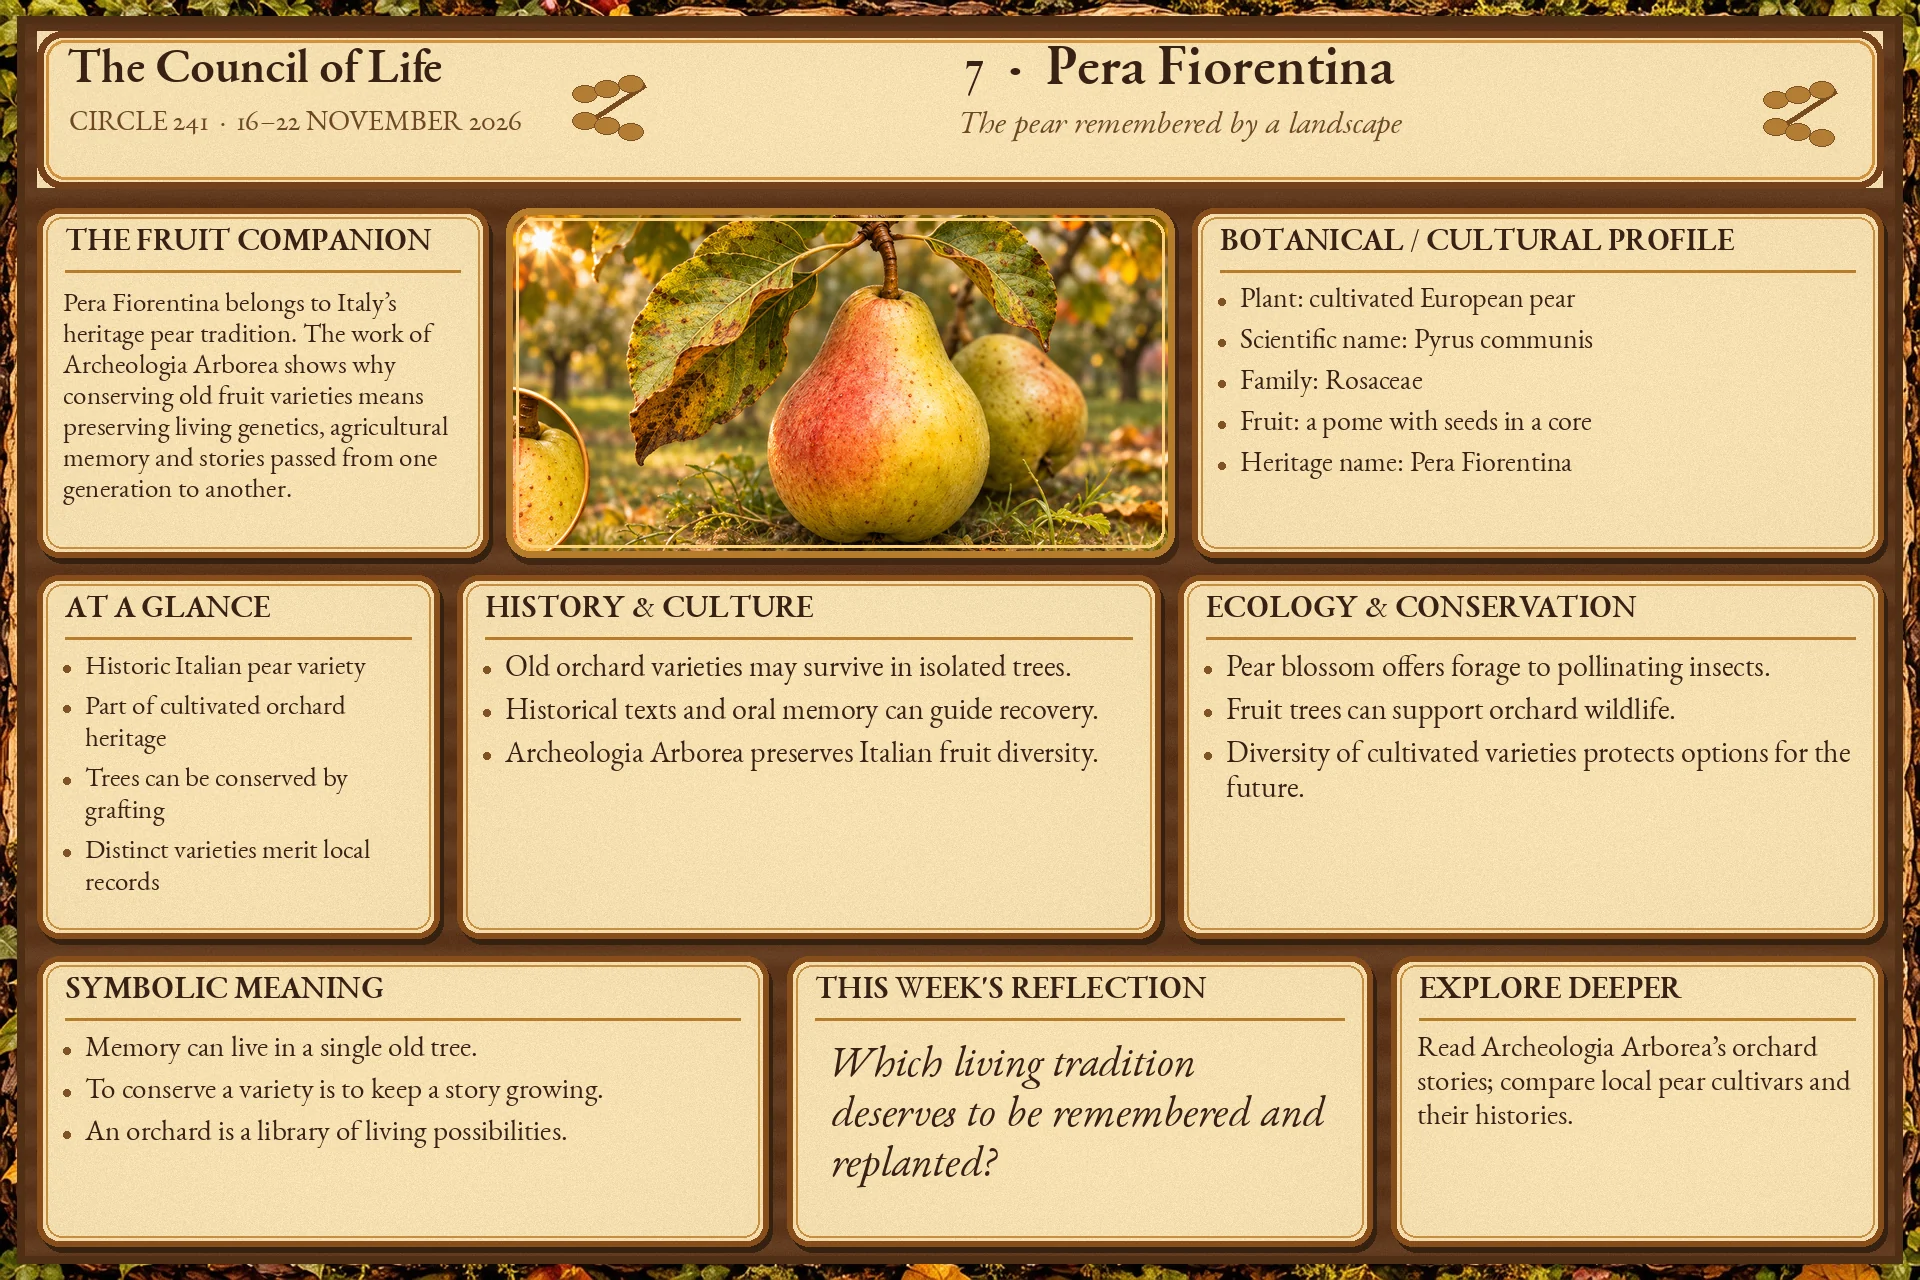 The Council of Life
CIRCLE 241 · 16–22 NOVEMBER 2026
7 · Pera Fiorentina
The pear remembered by a landscape
THE FRUIT COMPANION
Pera Fiorentina belongs to Italy’s
heritage pear tradition. The work of
Archeologia Arborea shows why
conserving old fruit varieties means
preserving living genetics, agricultural
memory and stories passed from one
generation to another.
BOTANICAL / CULTURAL PROFILE
• Plant: cultivated European pear
• Scientific name: Pyrus communis
• Family: Rosaceae
• Fruit: a pome with seeds in a core
• Heritage name: Pera Fiorentina
AT A GLANCE
• Historic Italian pear variety
• Part of cultivated orchard
heritage
• Trees can be conserved by
grafting
• Distinct varieties merit local
records
HISTORY & CULTURE
• Old orchard varieties may survive in isolated trees.
• Historical texts and oral memory can guide recovery.
• Archeologia Arborea preserves Italian fruit diversity.
ECOLOGY & CONSERVATION
• Pear blossom offers forage to pollinating insects.
• Fruit trees can support orchard wildlife.
• Diversity of cultivated varieties protects options for the
future.
SYMBOLIC MEANING
• Memory can live in a single old tree.
• To conserve a variety is to keep a story growing.
• An orchard is a library of living possibilities.
THIS WEEK'S REFLECTION
Which living tradition
deserves to be remembered and
replanted?
EXPLORE DEEPER
Read Archeologia Arborea’s orchard
stories; compare local pear cultivars and
their histories.